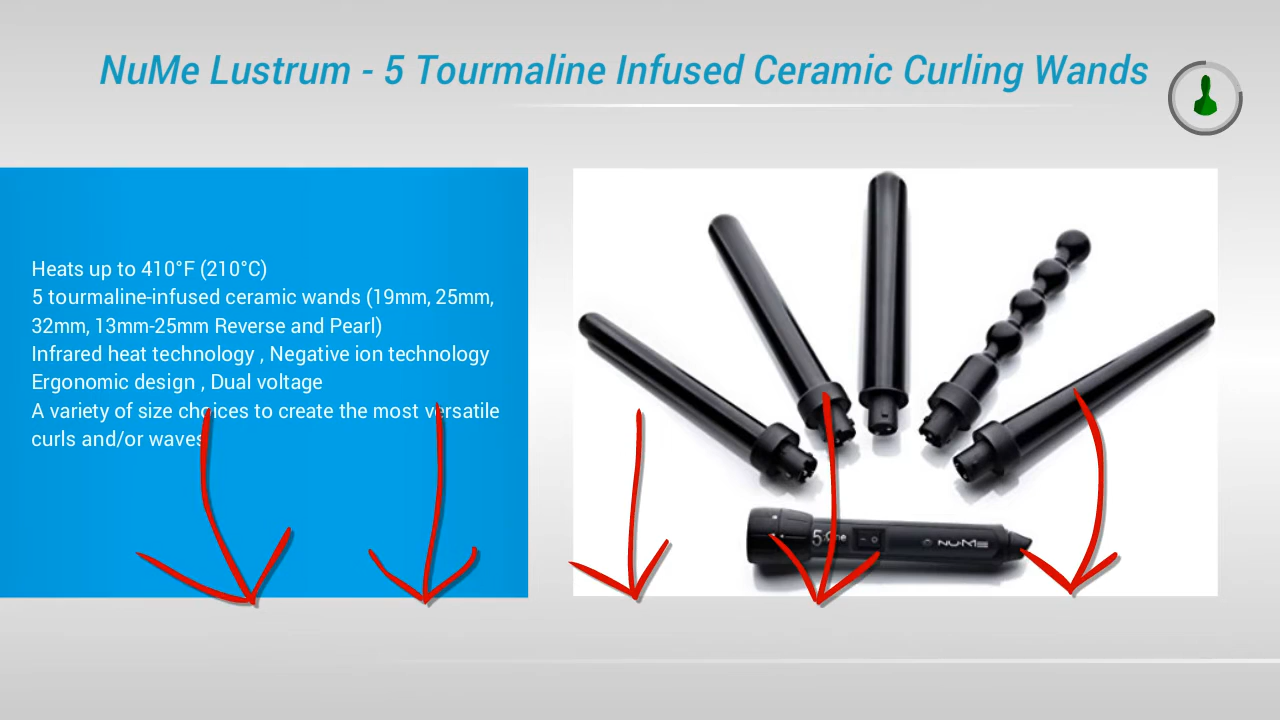 NuMe Lustrum - 5 Tourmaline Infused Ceramic Curling Wands
Heats up to 410°F (210°C)
5 tourmaline-infused ceramic wands (19mm, 25mm,
32mm, 13mm-25mm Reverse and Pearl)
Infrared heat technology , Negative ion technology
Ergonomic design , Dual voltage
A variety of size choices to create the most versatile
curls and/or waves
NUME